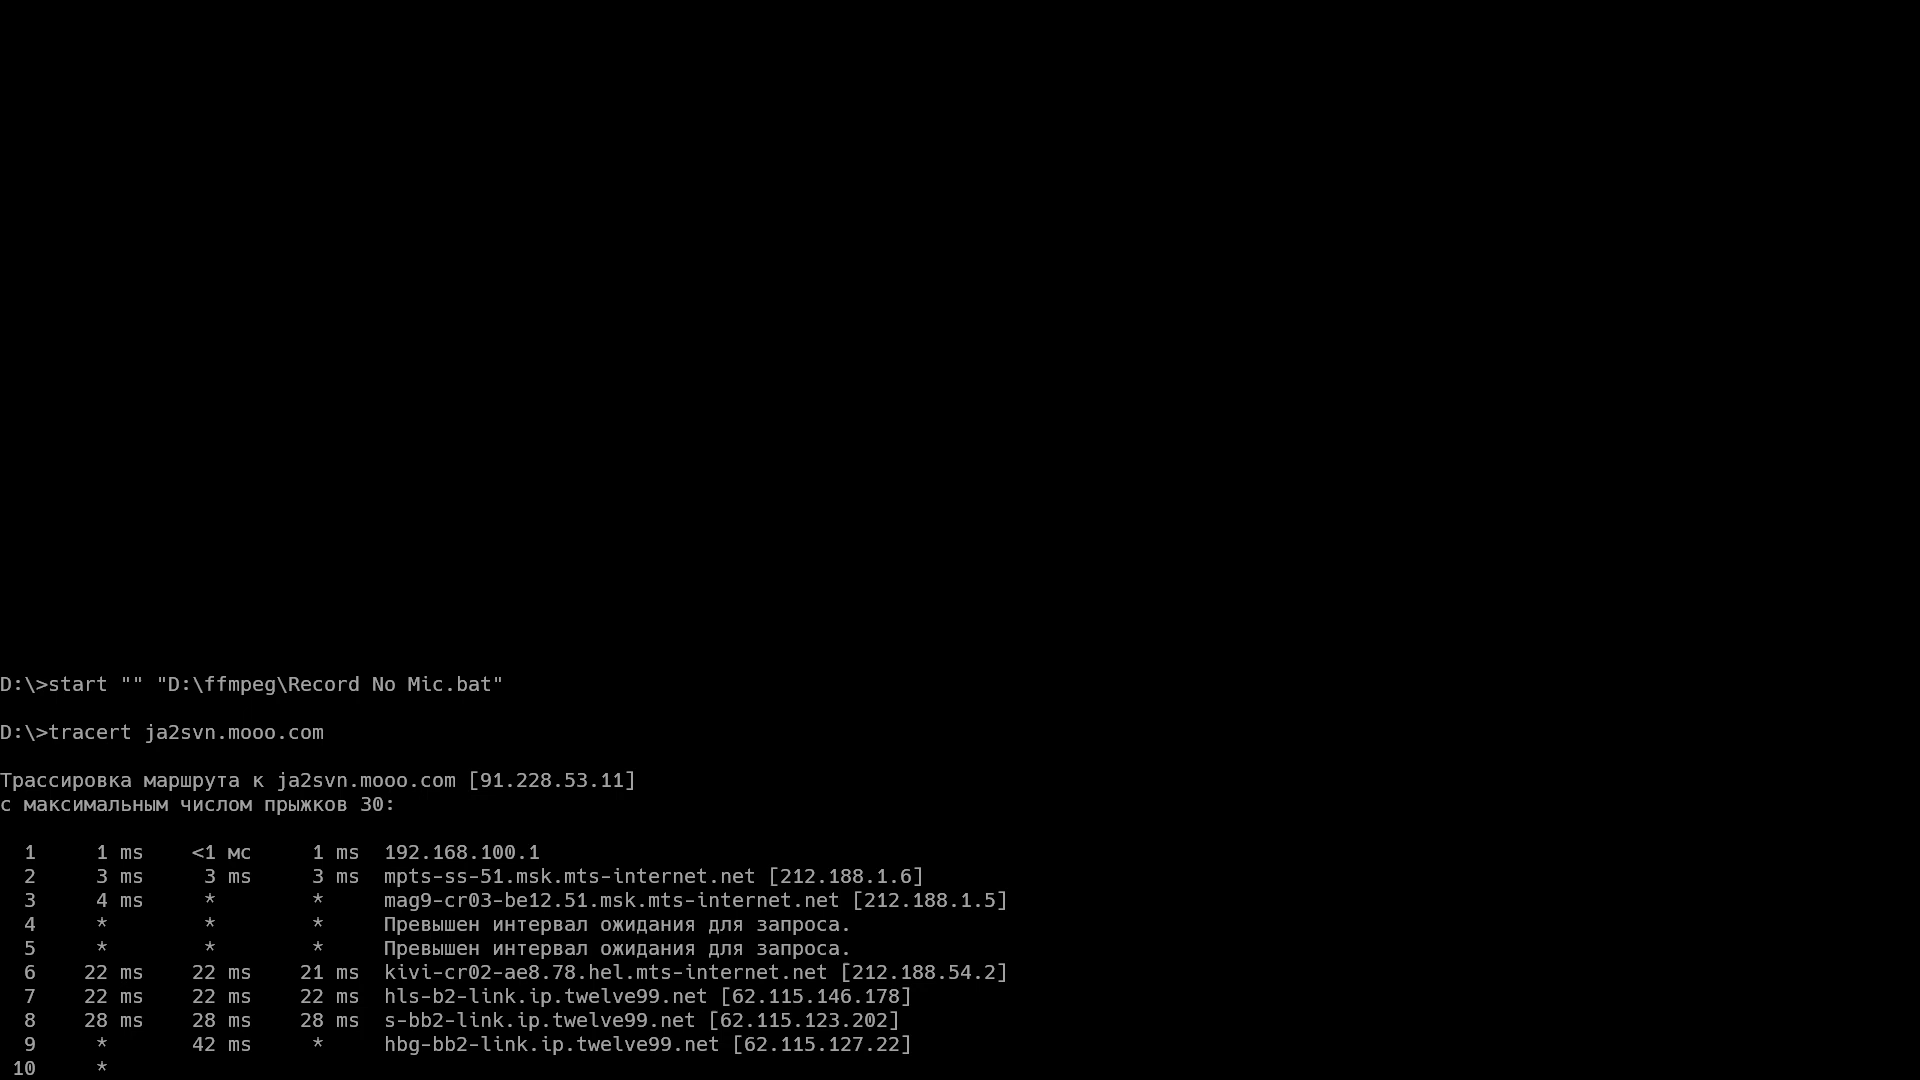 D:\>start "" "D:\ffmpeg\Record No Mic.bat"
D:\>tracert ja2svn.mooo.com
Трассировка маршрута к ja2svn.mooo.com [91.228.53.11]
с максимальным числом прыжков 30:
1 1 ms <1 мс 1 ms 192.168.100.1
2 3 ms 3 ms 3 ms mpts-ss-51.msk.mts-internet.net [212.188.1.6]
3 4 ms * * mag9-cr03-be12.51.msk.mts-internet.net [212.188.1.5]
4 * * * Превышен интервал ожидания для запроса.
5 * * * Превышен интервал ожидания для запроса.
6 22 ms 22 ms 21 ms kivi-cr02-ae8.78.hel.mts-internet.net [212.188.54.2]
7 22 ms 22 ms 22 ms hls-b2-link.ip.twelve99.net [62.115.146.178]
8 28 ms 28 ms 28 ms s-bb2-link.ip.twelve99.net [62.115.123.202]
9 * 42 ms * hbg-bb2-link.ip.twelve99.net [62.115.127.22]
10 *